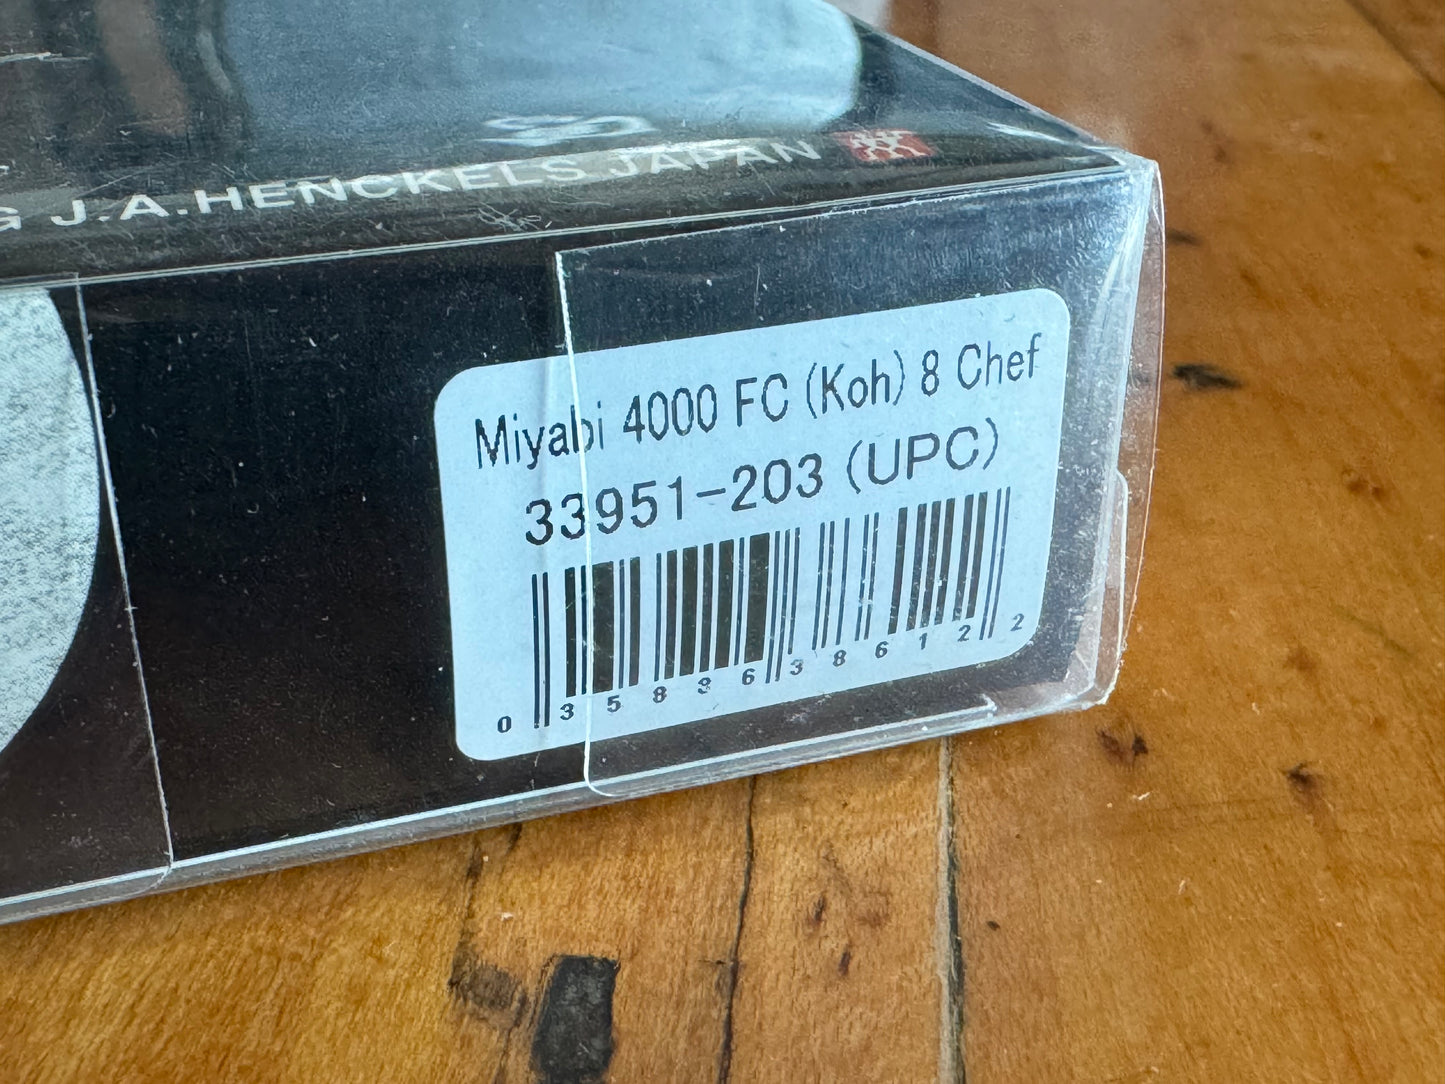 G J.A.HENCKELS JAPAN
Miyabi 4000 FC (Koh) 8 Chef
33951-203 (UPC)
0 35886 38612 2